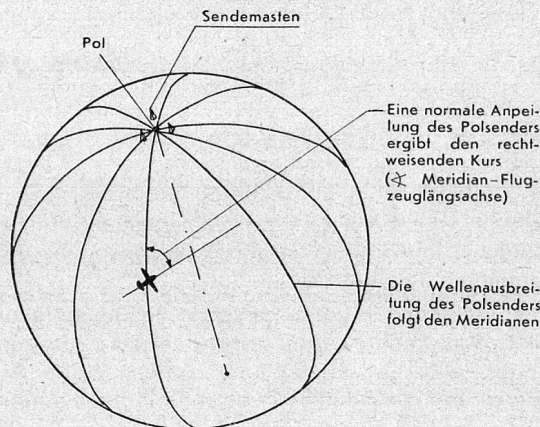 Sendemasten
Pol
Eine normale Anpei-
lung des Polsenders
ergibt den recht-
weisenden Kurs
(∢ Meridian–Flug-
zeuglängsachse)
Die Wellenausbrei-
tung des Polsenders
folgt den Meridianen